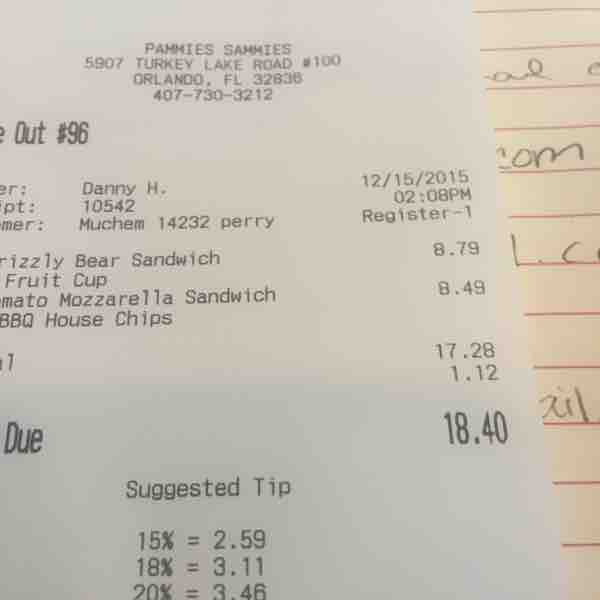 PAMMIES SAMMIES
5907 TURKEY LAKE ROAD #100
ORLANDO, FL 32836
407-730-3212
e Out #96
er: Danny H. 12/15/2015
ipt: 10542 02:08PM
omer: Muchem 14232 perry Register-1
rizzly Bear Sandwich 8.79
Fruit Cup
omato Mozzarella Sandwich 8.49
BBQ House Chips
al 17.28
1.12
Due 18.40
Suggested Tip
15% = 2.59
18% = 3.11
20% = 3.46
com